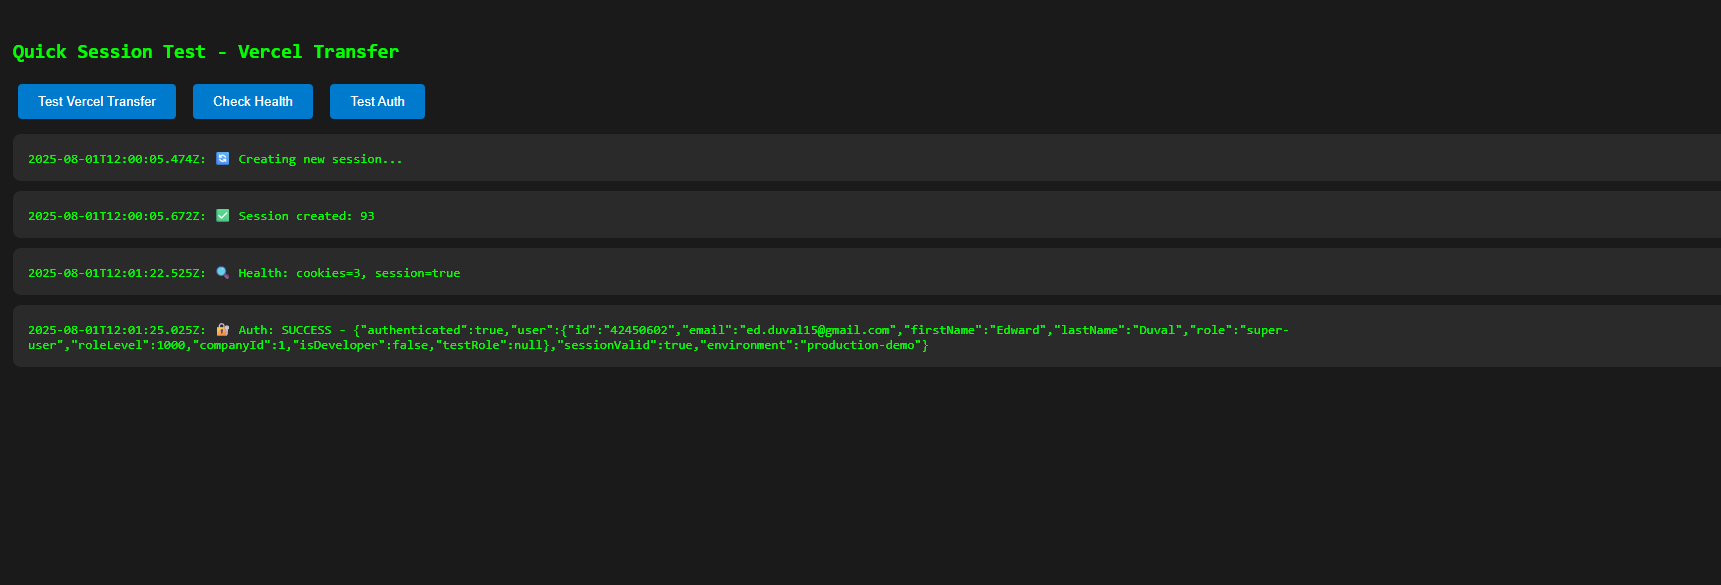 Quick Session Test - Vercel Transfer
Test Vercel Transfer Check Health Test Auth
2025-08-01T12:00:05.474Z: 🔄 Creating new session...
2025-08-01T12:00:05.672Z: ✅ Session created: 93
2025-08-01T12:01:22.525Z: 🔍 Health: cookies=3, session=true
2025-08-01T12:01:25.025Z: 🔐 Auth: SUCCESS - {"authenticated":true,"user":{"id":"42450602","email":"ed.duval15@gmail.com","firstName":"Edward","lastName":"Duval","role":"super-
user","roleLevel":1000,"companyId":1,"isDeveloper":false,"testRole":null},"sessionValid":true,"environment":"production-demo"}